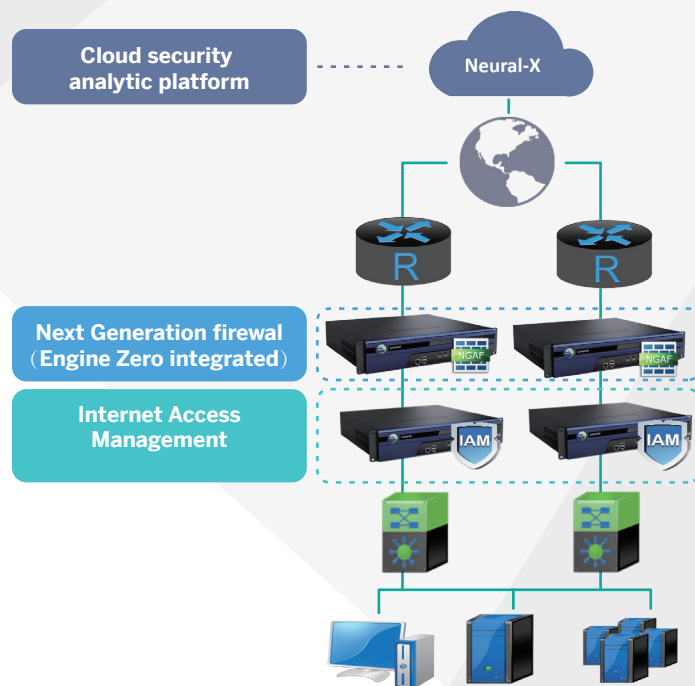 Cloud security
analytic platform
Neural-X
R
R
Next Generation firewal
（Engine Zero integrated）
NGAF
NGAF
Internet Access
Management
IAM
IAM